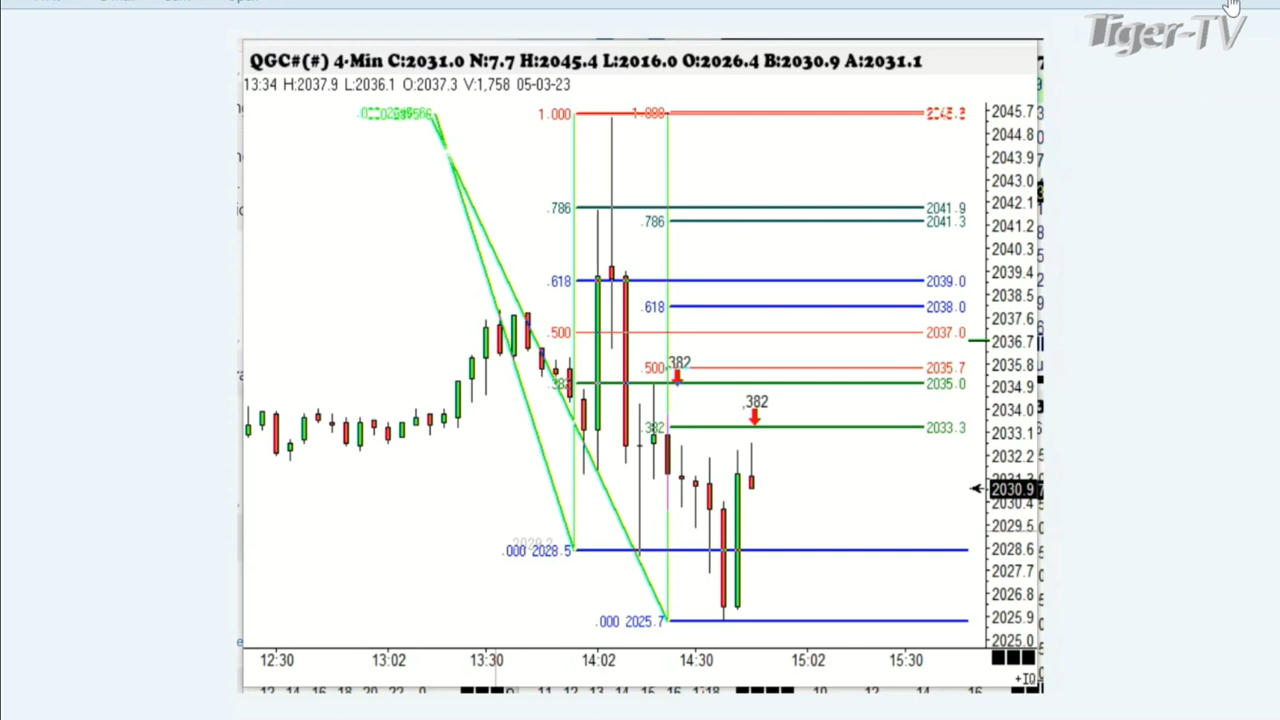 Tiger-TV
QGC#(#) 4-Min C:2031.0 N:7.7 H:2045.4 L:2016.0 O:2026.4 B:2030.9 A:2031.1
13:34 H:2037.9 L:2036.1 O:2037.3 V:1,758 05-03-23
2045.7
1.000 1.000
2044.8
2043.9
2043.0
.786 2041.9 2042.1
.786 2041.3 2041.2
2040.3
2039.4
.618 2039.0
2038.5
.618 2038.0
2037.6
.500 2037.0
2036.7
.382
.500 2035.7 2035.8
.382 2035.0 2034.9
,382
2034.0
.382 2033.3 2033.1
2032.2
2030.9
2030.4
2029.5
.000 2028.5 2028.6
2027.7
2026.8
2025.9
.000 2025.7
2025.0
12:30 13:02 13:30 14:02 14:30 15:02 15:30
+IQ